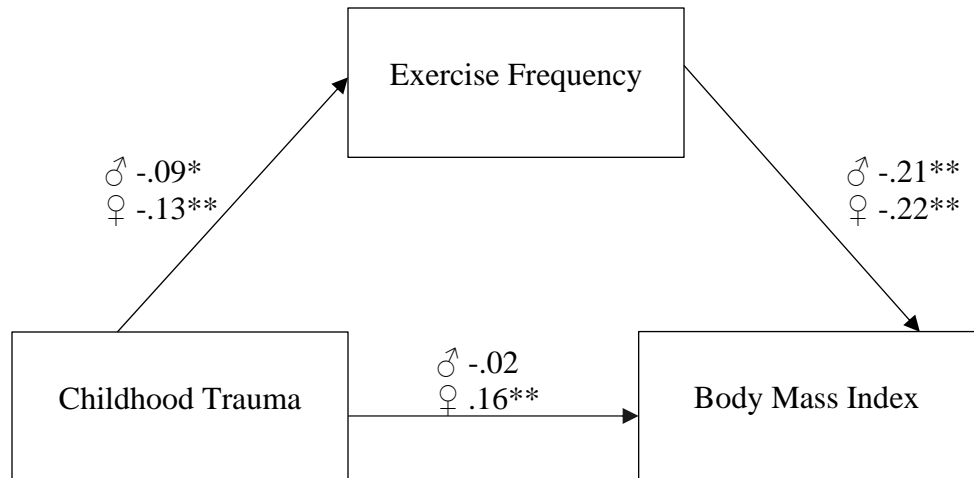 Exercise Frequency
♂ -.09*
♀ -.13**
♂ -.21**
♀ -.22**
Childhood Trauma
♂ -.02
♀ .16**
Body Mass Index